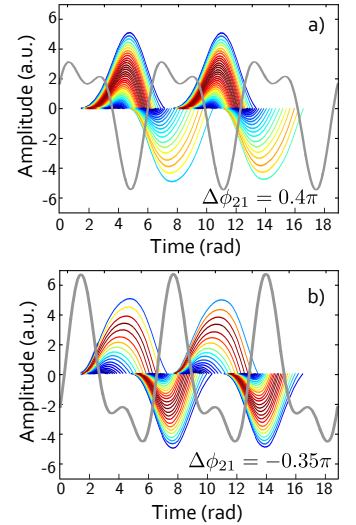 a)
6
4
2
0
-2
-4
-6
Amplitude (a.u.)
Δϕ₂₁ = 0.4π
0 2 4 6 8 10 12 14 16 18
Time (rad)
b)
6
4
2
0
-2
-4
-6
Amplitude (a.u.)
Δϕ₂₁ = −0.35π
0 2 4 6 8 10 12 14 16 18
Time (rad)